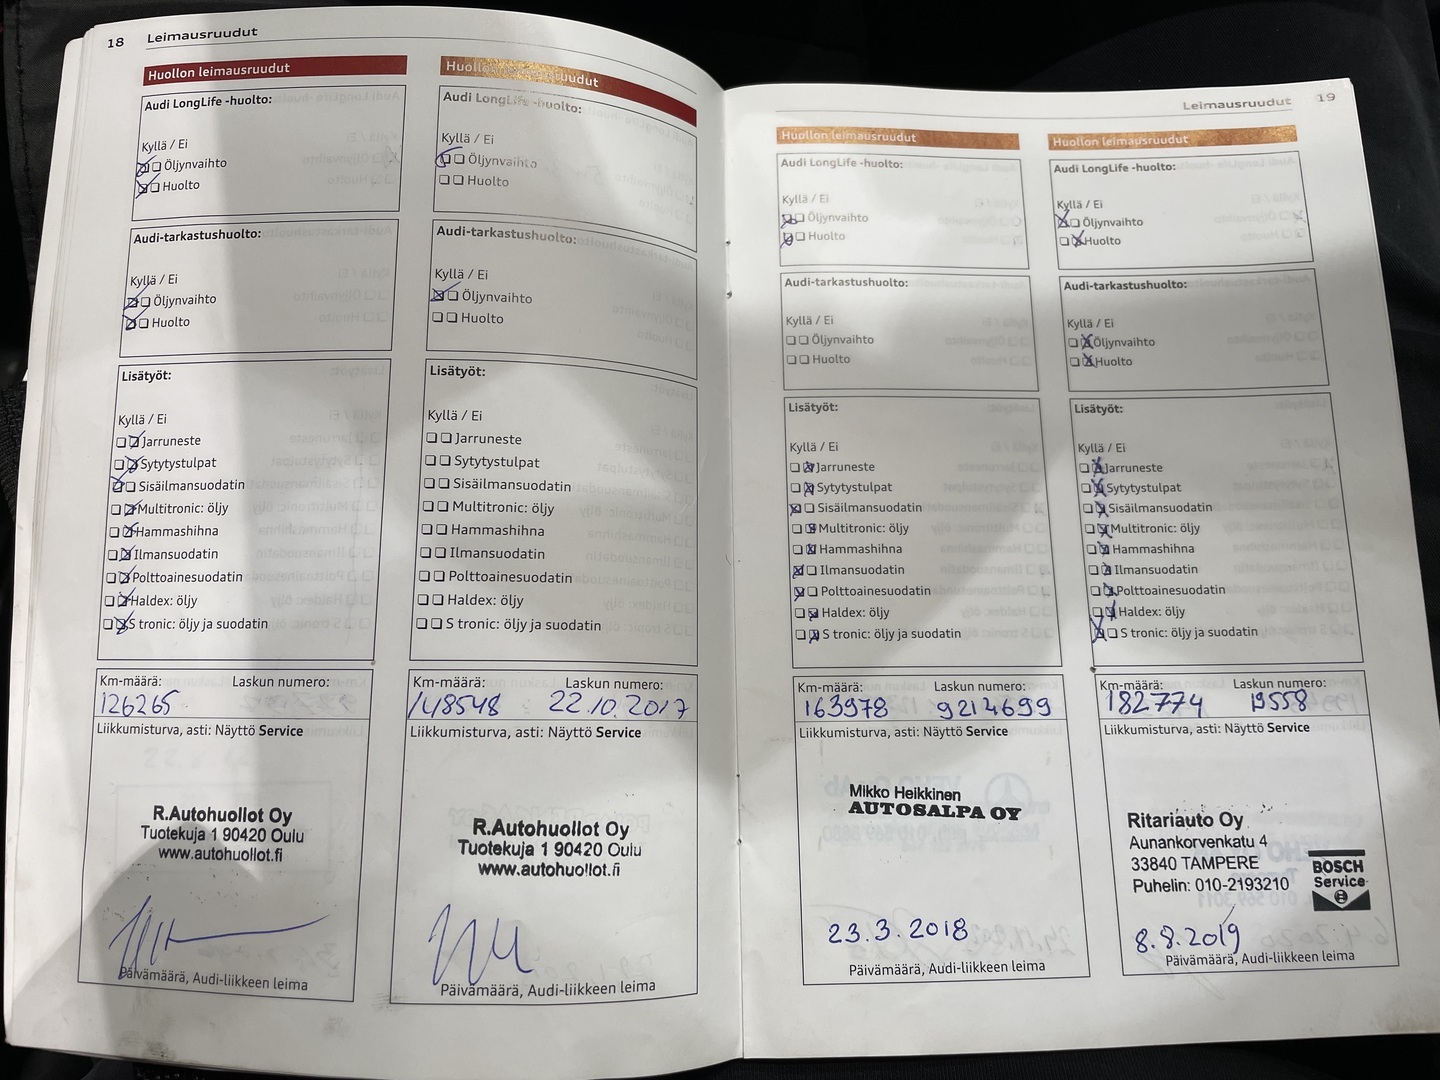 18 Leimausruudut
Huollon leimausruudut
Audi LongLife -huolto:
Kyllä / Ei
Öljynvaihto
Huolto
Audi-tarkastushuolto:
Kyllä / Ei
Öljynvaihto
Huolto
Lisätyöt:
Kyllä / Ei
Jarruneste
Sytytystulpat
Sisäilmansuodatin
Multitronic: öljy
Hammashihna
Ilmansuodatin
Polttoainesuodatin
Haldex: öljy
S tronic: öljy ja suodatin
Km-määrä: Laskun numero:
126265
Liikkumisturva, asti: Näyttö Service
R.Autohuollot Oy
Tuotekuja 1 90420 Oulu
www.autohuollot.fi
Päivämäärä, Audi-liikkeen leima
Huollon leimausruudut
Audi LongLife -huolto:
Kyllä / Ei
Öljynvaihto
Huolto
Audi-tarkastushuolto:
Kyllä / Ei
Öljynvaihto
Huolto
Lisätyöt:
Kyllä / Ei
Jarruneste
Sytytystulpat
Sisäilmansuodatin
Multitronic: öljy
Hammashihna
Ilmansuodatin
Polttoainesuodatin
Haldex: öljy
S tronic: öljy ja suodatin
Km-määrä: Laskun numero:
148548 22.10.2017
Liikkumisturva, asti: Näyttö Service
R.Autohuollot Oy
Tuotekuja 1 90420 Oulu
www.autohuollot.fi
Päivämäärä, Audi-liikkeen leima
Leimausruudut 19
Huollon leimausruudut
Audi LongLife -huolto:
Kyllä / Ei
Öljynvaihto
Huolto
Audi-tarkastushuolto:
Kyllä / Ei
Öljynvaihto
Huolto
Lisätyöt:
Kyllä / Ei
Jarruneste
Sytytystulpat
Sisäilmansuodatin
Multitronic: öljy
Hammashihna
Ilmansuodatin
Polttoainesuodatin
Haldex: öljy
S tronic: öljy ja suodatin
Km-määrä: Laskun numero:
163978 9214699
Liikkumisturva, asti: Näyttö Service
Mikko Heikkinen
AUTOSALPA OY
23.3.2018
Päivämäärä, Audi-liikkeen leima
Huollon leimausruudut
Audi LongLife -huolto:
Kyllä / Ei
Öljynvaihto
Huolto
Audi-tarkastushuolto:
Kyllä / Ei
Öljynvaihto
Huolto
Lisätyöt:
Kyllä / Ei
Jarruneste
Sytytystulpat
Sisäilmansuodatin
Multitronic: öljy
Hammashihna
Ilmansuodatin
Polttoainesuodatin
Haldex: öljy
S tronic: öljy ja suodatin
Km-määrä: Laskun numero:
182774 19558
Liikkumisturva, asti: Näyttö Service
Ritariauto Oy
Aunankorvenkatu 4
33840 TAMPERE
Puhelin: 010-2193210
BOSCH
Service
8.8.2019
Päivämäärä, Audi-liikkeen leima